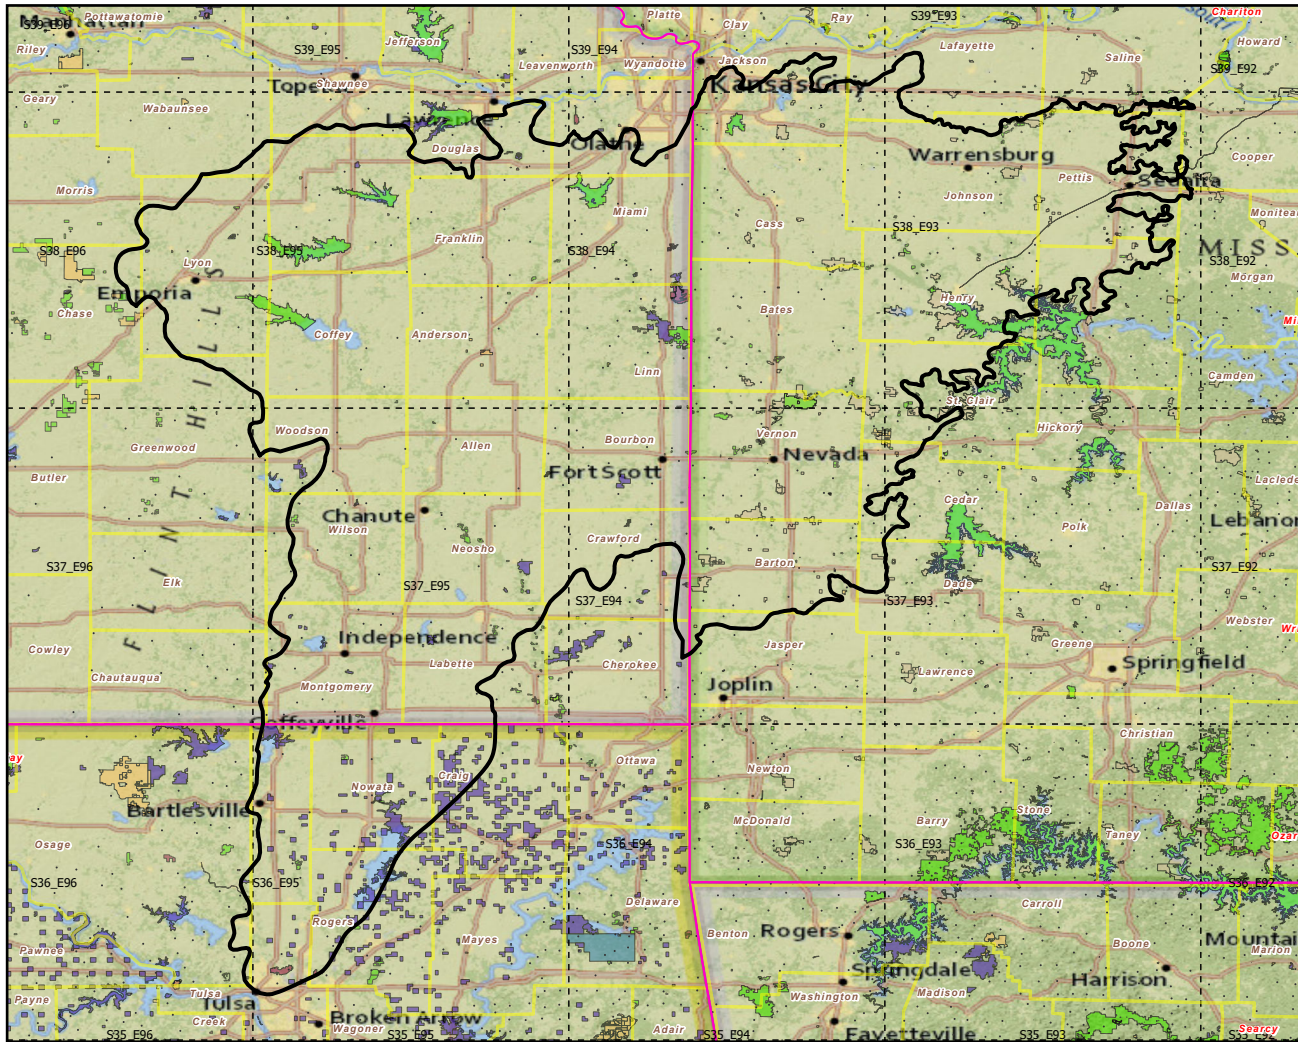 Pottawatomie
Platte
Clay
Ray
S39_E93
Chariton
Manhattan
S39_E96
Riley
S39_E95
Jefferson
S39_E94
Leavenworth
Wyandotte
Jackson
Lafayette
Saline
Howard
S39_E92
Topeka
Shawnee
Kansas City
Geary
Wabaunsee
Lawrence
Douglas
Olathe
Warrensburg
Johnson
Pettis
Sedalia
Cooper
Morris
Miami
Cass
Moniteau
S38_E96
S38_E95
Franklin
S38_E94
S38_E93
MISS
S38_E92
Morgan
Lyon
Emporia
Chase
Coffey
Anderson
Bates
Henry
Linn
Camden
St. Clair
Hickory
FLINT HILLS
Woodson
Greenwood
Allen
Bourbon
Vernon
Nevada
Butler
Fort Scott
Laclede
Cedar
Dallas
Chanute
Wilson
Polk
Lebanon
Neosho
Crawford
Barton
S37_E96
Elk
S37_E95
S37_E94
Dade
S37_E93
S37_E92
Webster
Cowley
Independence
Labette
Cherokee
Jasper
Greene
Springfield
Chautauqua
Montgomery
Joplin
Lawrence
Coffeyville
Christian
Ottawa
Newton
Craig
Nowata
Bartlesville
McDonald
Barry
Stone
Taney
Ozark
Osage
S36_E94
S36_E93
S36_E96
S36_E95
S36_E92
Delaware
Carroll
Rogers
Mayes
Benton
Rogers
Boone
Mountain
Marion
Pawnee
Springdale
Harrison
Payne
Tulsa
Tulsa
Washington
Madison
Creek
Broken Arrow
Wagoner
Adair
Fayetteville
Searcy
S35_E96
S35_E95
S35_E94
S35_E93
S35_E92